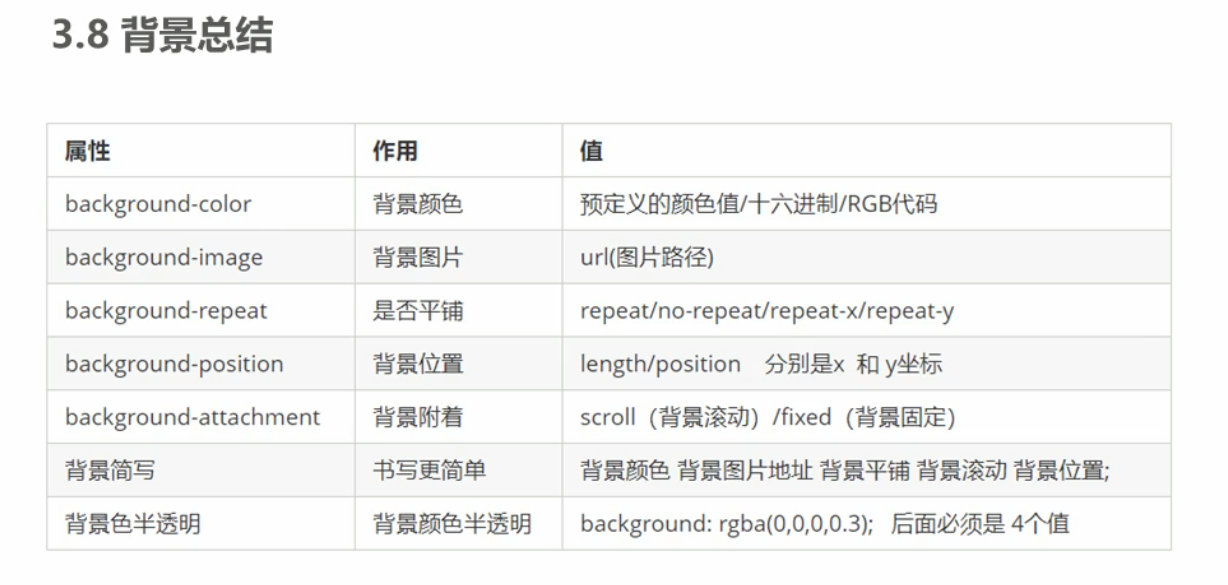 3.8 背景总结
属性 作用 值
background-color 背景颜色 预定义的颜色值/十六进制/RGB代码
background-image 背景图片 url(图片路径)
background-repeat 是否平铺 repeat/no-repeat/repeat-x/repeat-y
background-position 背景位置 length/position 分别是x 和 y坐标
background-attachment 背景附着 scroll（背景滚动）/fixed（背景固定）
背景简写 书写更简单 背景颜色 背景图片地址 背景平铺 背景滚动 背景位置;
背景色半透明 背景颜色半透明 background: rgba(0,0,0,0.3); 后面必须是 4个值